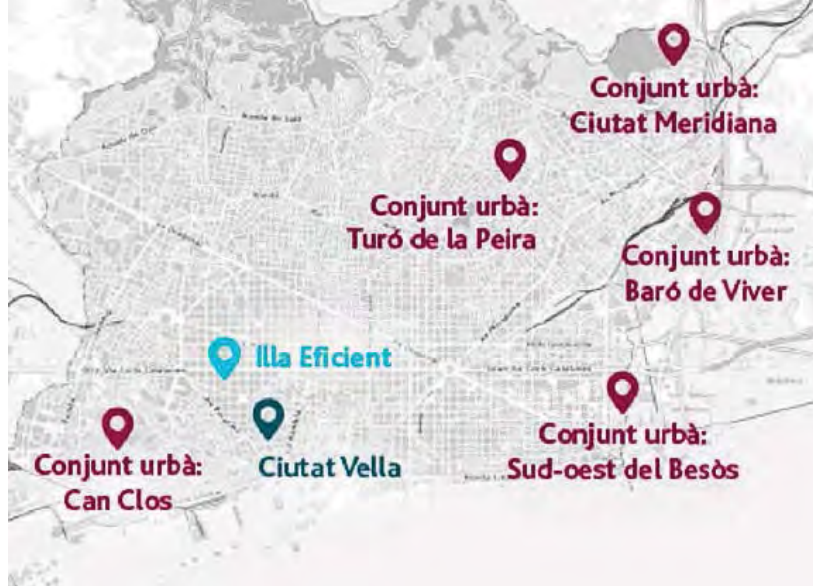 Conjunt urbà:
Ciutat Meridiana
Conjunt urbà:
Turó de la Peira
Conjunt urbà:
Baró de Viver
Illa Eficient
Conjunt urbà:
Sud-oest del Besòs
Ciutat Vella
Conjunt urbà:
Can Clos